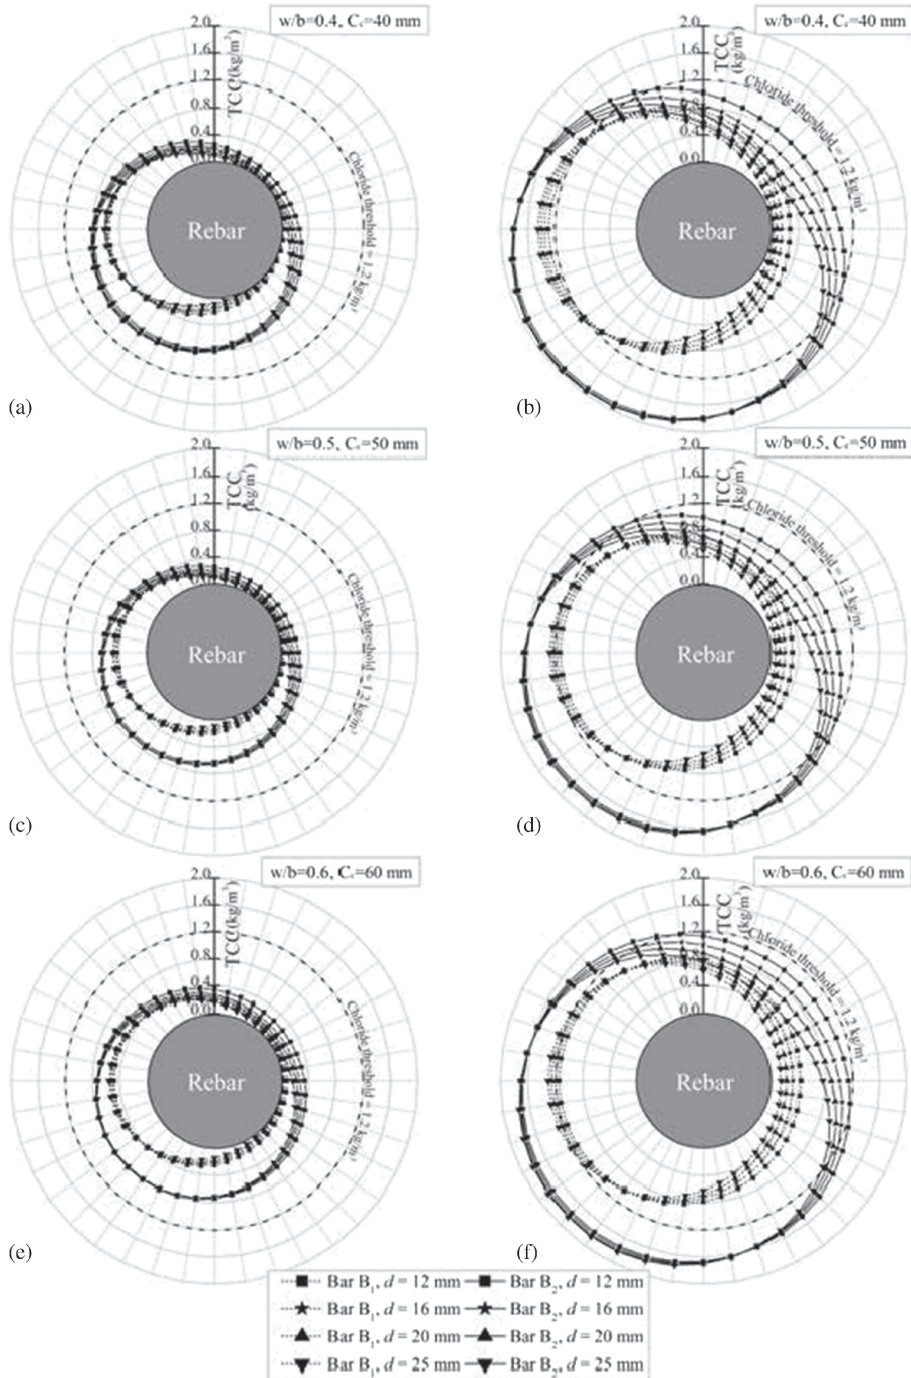 w/b=0.4, Cc=40 mm
2.0
1.6
1.2
0.8
0.4
0.0
TCC(kg/m³)
Chloride threshold = 1.2 kg/m³
Rebar
(a)
w/b=0.4, Cc=40 mm
2.0
1.6
1.2
0.8
0.4
0.0
TCC
(kg/m³)
Chloride threshold = 1.2 kg/m³
Rebar
(b)
w/b=0.5, Cc=50 mm
2.0
1.6
1.2
0.8
0.4
0.0
TCC
(kg/m³)
Chloride threshold = 1.2 kg/m³
Rebar
(c)
w/b=0.5, Cc=50 mm
2.0
1.6
1.2
0.8
0.4
0.0
TCC
(kg/m³)
Chloride threshold = 1.2 kg/m³
Rebar
(d)
w/b=0.6, Cc=60 mm
2.0
1.6
1.2
0.8
0.4
0.0
TCC(kg/m³)
Chloride threshold = 1.2 kg/m³
Rebar
(e)
w/b=0.6, Cc=60 mm
2.0
1.6
1.2
0.8
0.4
0.0
TCC
(kg/m³)
Chloride threshold = 1.2 kg/m³
Rebar
(f)
Bar B₁, d = 12 mm
Bar B₂, d = 12 mm
Bar B₁, d = 16 mm
Bar B₂, d = 16 mm
Bar B₁, d = 20 mm
Bar B₂, d = 20 mm
Bar B₁, d = 25 mm
Bar B₂, d = 25 mm